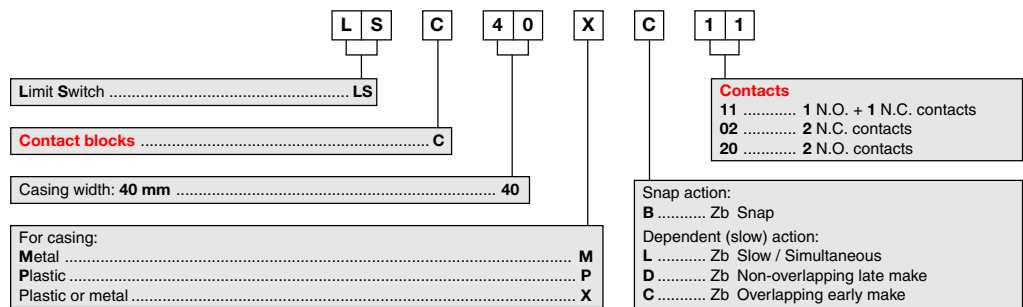 L S C 4 0 X C 1 1
Limit Switch ........................................................ LS
Contact blocks .................................................................... C
Casing width: 40 mm ........................................................................... 40
For casing:
Metal ............................................................................................................ M
Plastic ............................................................................................................ P
Plastic or metal ............................................................................................... X
Contacts
11 ............ 1 N.O. + 1 N.C. contacts
02 ............ 2 N.C. contacts
20 ............ 2 N.O. contacts
Snap action:
B ........... Zb Snap
Dependent (slow) action:
L ........... Zb Slow / Simultaneous
D ........... Zb Non-overlapping late make
C ........... Zb Overlapping early make